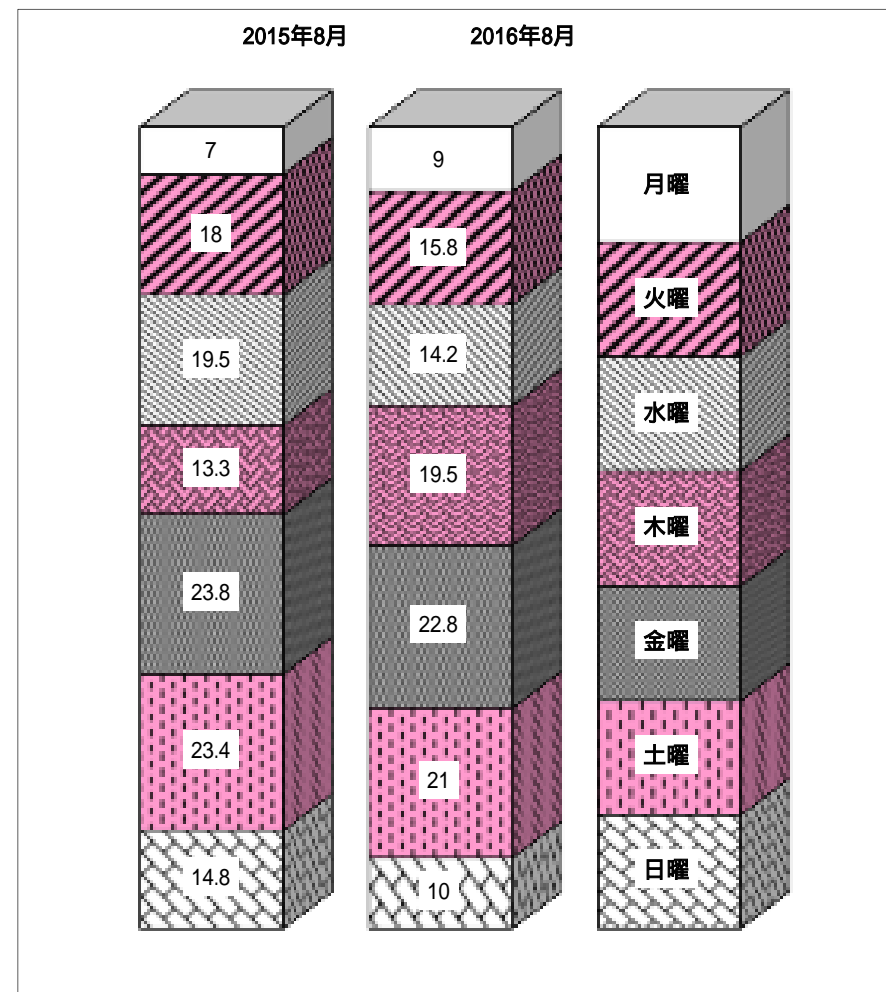 2015年8月 2016年8月
7 9 月曜
18 15.8 火曜
19.5 14.2 水曜
13.3 19.5 木曜
23.8 22.8 金曜
23.4 21 土曜
14.8 10 日曜